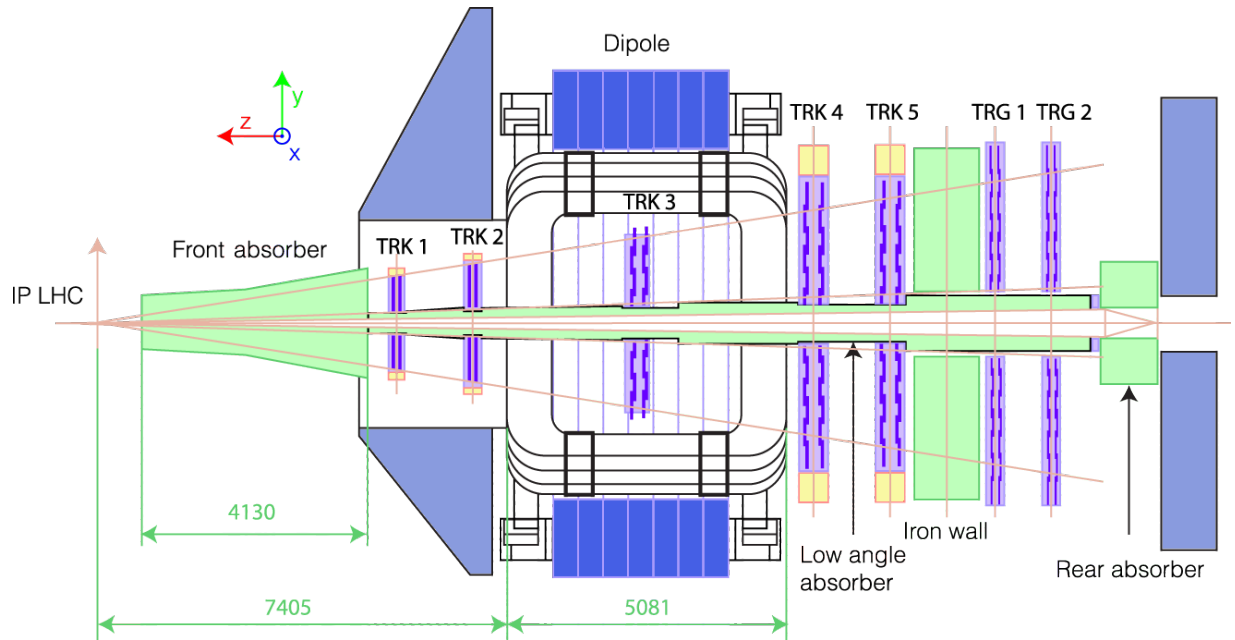 Dipole
y
z
x
TRK 4
TRK 5
TRG 1
TRG 2
TRK 3
TRK 1
TRK 2
Front absorber
IP LHC
4130
Low angle
absorber
Iron wall
Rear absorber
7405
5081